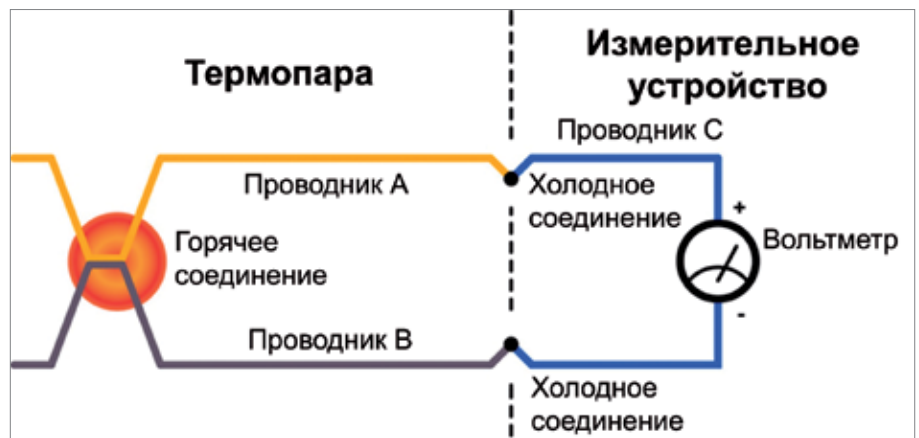 Термопара
Измерительное
устройство
Проводник С
Проводник А
Холодное
соединение
+
Горячее
соединение
Вольтметр
-
Проводник В
Холодное
соединение